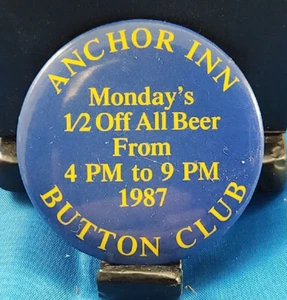 ANCHOR INN
Monday's
1/2 Off All Beer
From
4 PM to 9 PM
1987
BUTTON CLUB